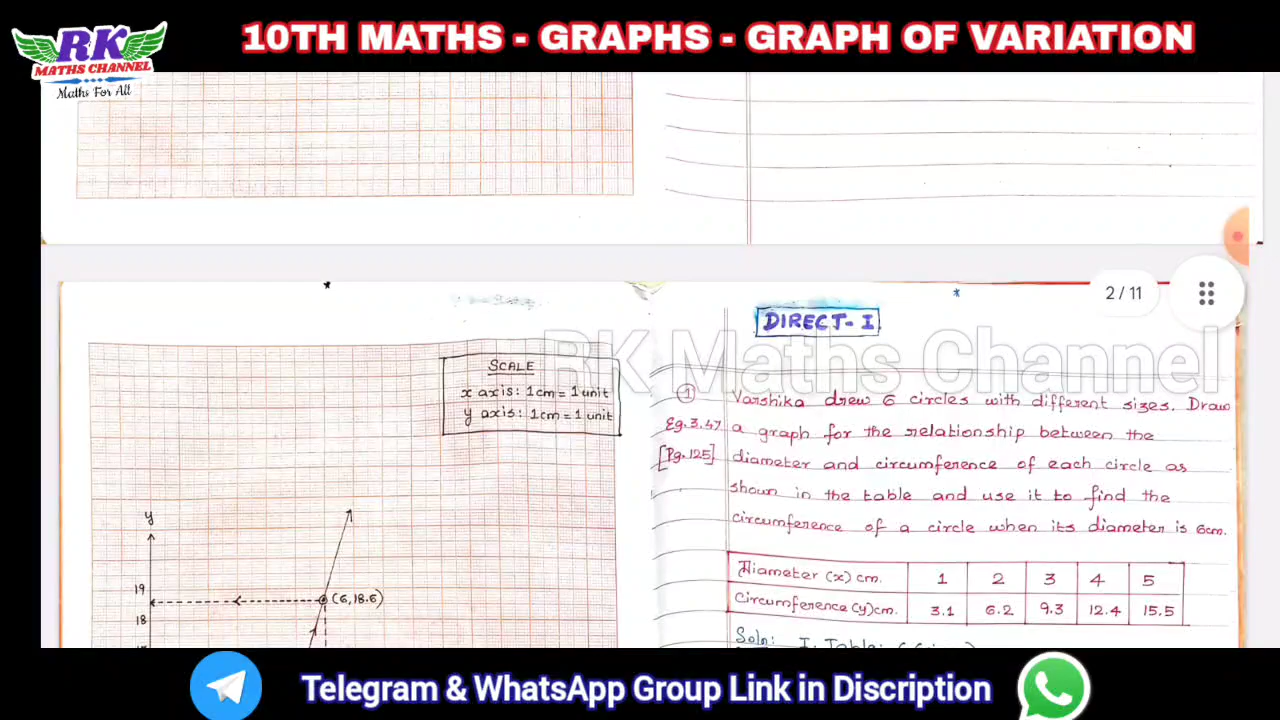 RK
MATHS CHANNEL
Maths For All
10TH MATHS - GRAPHS - GRAPH OF VARIATION
2 / 11
RK Maths Channel
SCALE
x axis: 1cm = 1 unit
y axis: 1cm = 1 unit
y
19
(6,18.6)
18
DIRECT - I
① Varshika drew 6 circles with different sizes. Draw
Eg.3.47 a graph for the relationship between the
[Pg.125] diameter and circumference of each circle as
shown in the table and use it to find the
circumference of a circle when its diameter is 6cm.
Diameter (x) cm. 1 2 3 4 5
Circumference (y) cm. 3.1 6.2 9.3 12.4 15.5
Soln: I. Table:
Telegram & WhatsApp Group Link in Discription